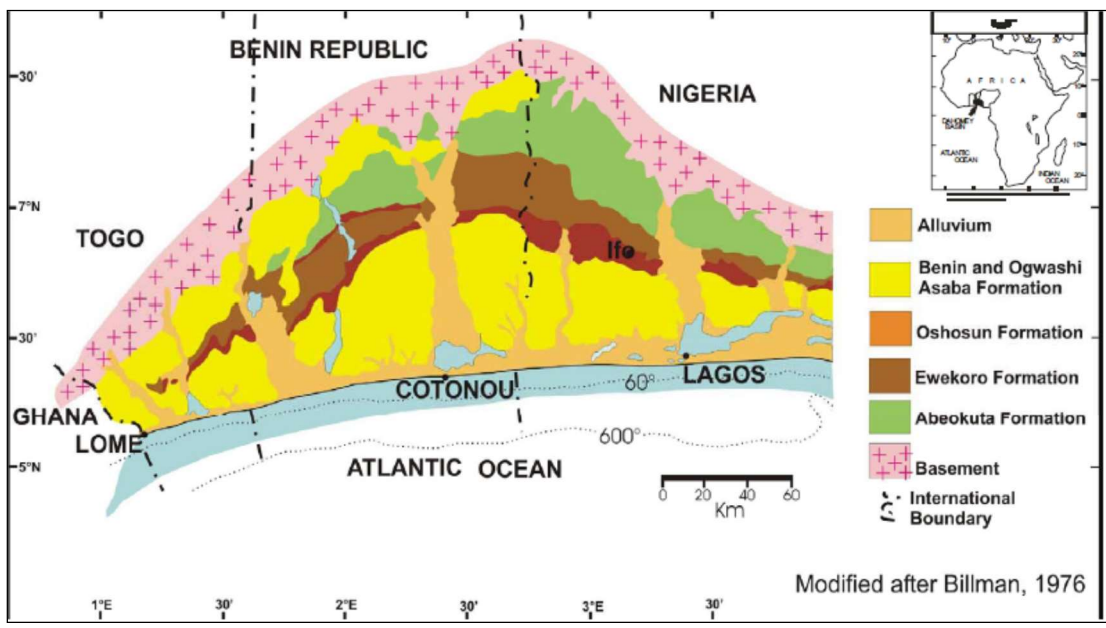 BENIN REPUBLIC
NIGERIA
TOGO
GHANA
LOME
COTONOU
LAGOS
ATLANTIC OCEAN
60°
600°
30'
7°N
30'
5°N
1°E
30'
2°E
30'
3°E
30'
0 20 40 60
Km
AFRICA
DAHOMEY
BASIN
ATLANTIC
OCEAN
INDIAN
OCEAN
Alluvium
Benin and Ogwashi
Asaba Formation
Oshosun Formation
Ewekoro Formation
Abeokuta Formation
Basement
International
Boundary
Modified after Billman, 1976